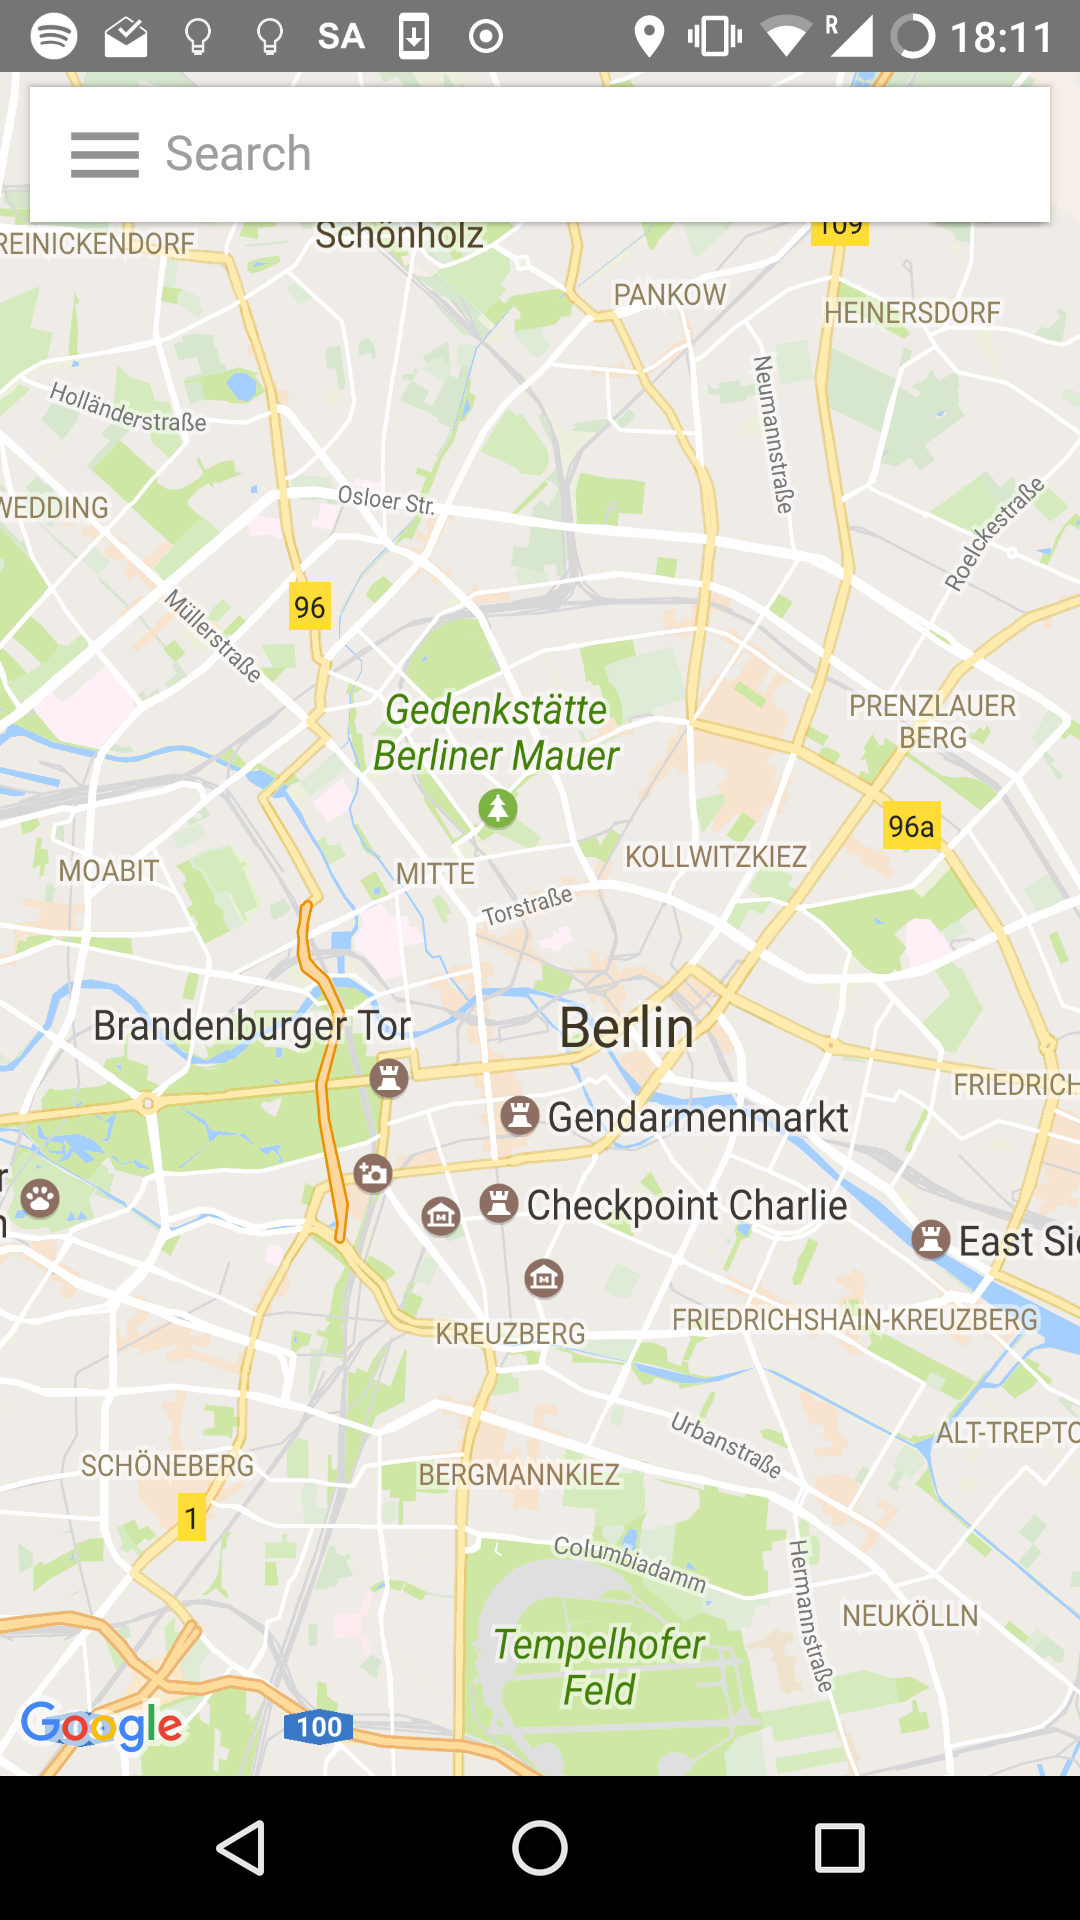 SA
R
18:11
Search
REINICKENDORF
Schönholz
109
PANKOW
HEINERSDORF
Holländerstraße
Neumannstraße
Osloer Str.
WEDDING
Roelckestraße
96
Müllerstraße
Gedenkstätte
Berliner Mauer
PRENZLAUER
BERG
96a
MOABIT
MITTE
KOLLWITZKIEZ
Torstraße
Brandenburger Tor
Berlin
FRIEDRICH
Gendarmenmarkt
Checkpoint Charlie
East Si
FRIEDRICHSHAIN-KREUZBERG
KREUZBERG
Urbanstraße
ALT-TREPTO
SCHÖNEBERG
BERGMANNKIEZ
1
Columbiadamm
Hermannstraße
NEUKÖLLN
Tempelhofer
Feld
Google
100